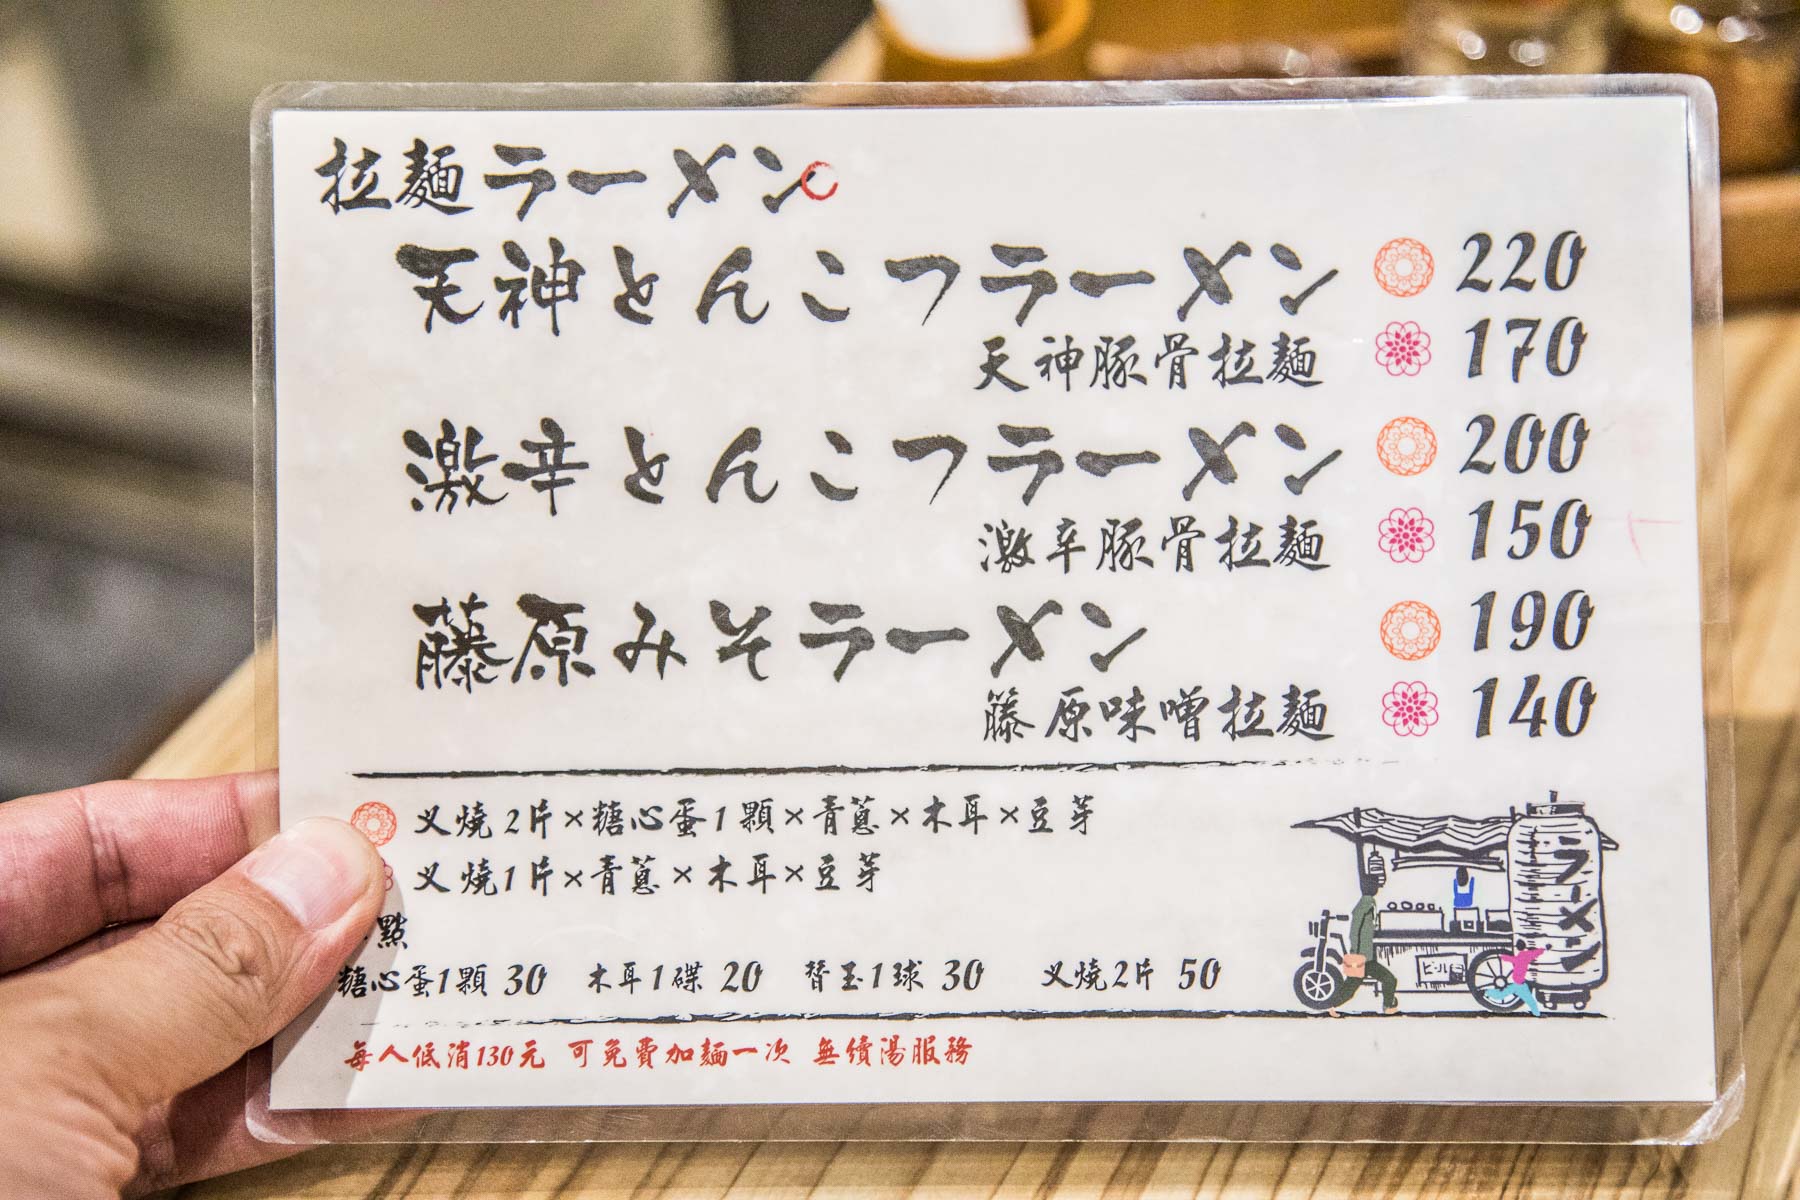 拉麵ラーメン
天神とんこつラーメン 220
天神豚骨拉麵 170
激辛とんこつラーメン 200
激辛豚骨拉麵 150
藤原みそラーメン 190
籐原味噌拉麵 140
叉燒2片×糖心蛋1顆×青蔥×木耳×豆芽
叉燒1片×青蔥×木耳×豆芽
點
糖心蛋1顆 30 木耳1碟 20 替玉1球 30 叉燒2片 50
每人低消130元 可免費加麵一次 無續湯服務
ラーメン
ビール